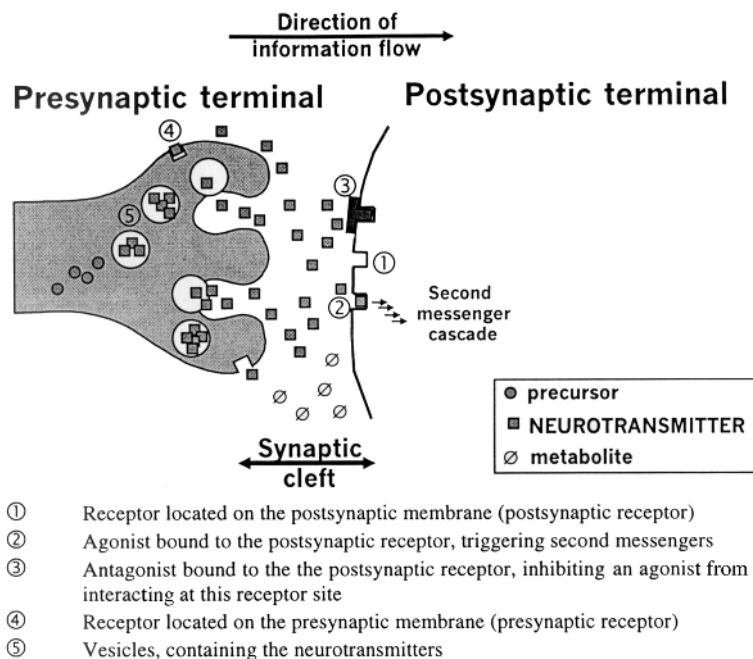 Direction of
information flow
Presynaptic terminal
Postsynaptic terminal
④
③
⑤
①
②
Second
messenger
cascade
precursor
NEUROTRANSMITTER
metabolite
Synaptic
cleft
① Receptor located on the postsynaptic membrane (postsynaptic receptor)
② Agonist bound to the postsynaptic receptor, triggering second messengers
③ Antagonist bound to the the postsynaptic receptor, inhibiting an agonist from
interacting at this receptor site
④ Receptor located on the presynaptic membrane (presynaptic receptor)
⑤ Vesicles, containing the neurotransmitters